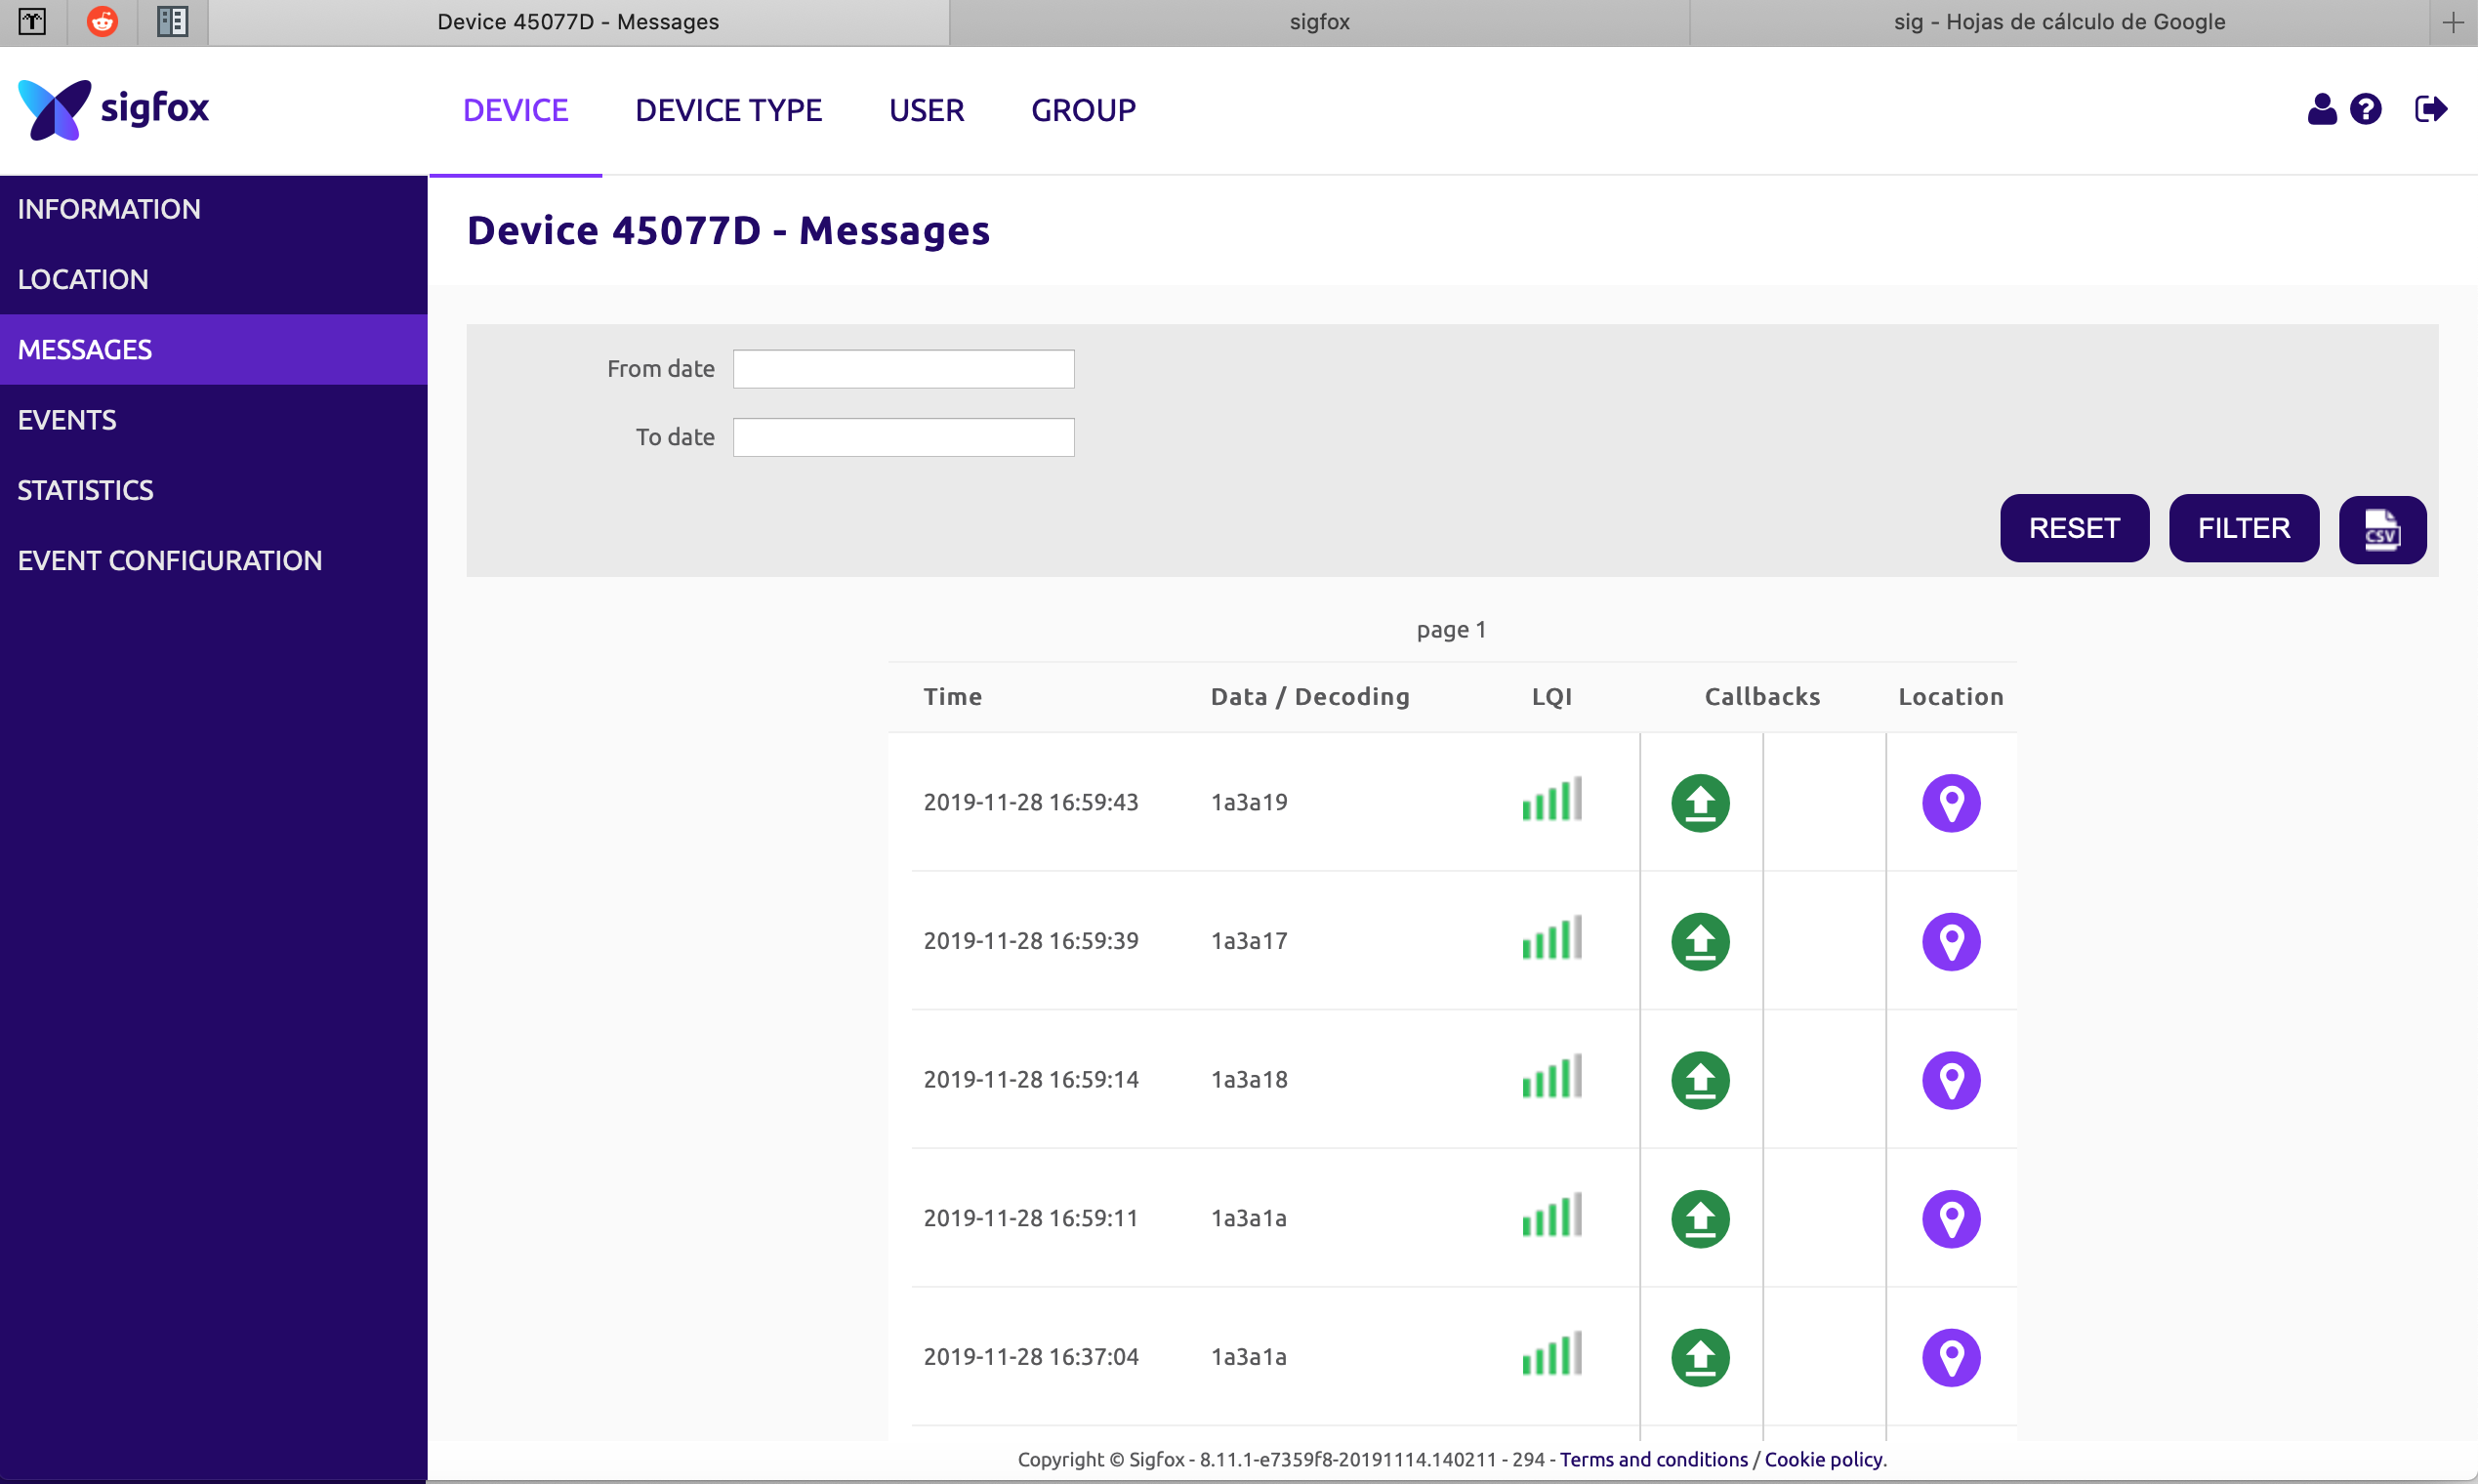 Device 45077D - Messages
sigfox
sig - Hojas de cálculo de Google
sigfox
DEVICE
DEVICE TYPE
USER
GROUP
INFORMATION
LOCATION
MESSAGES
EVENTS
STATISTICS
EVENT CONFIGURATION
Device 45077D - Messages
From date
To date
RESET
FILTER
CSV
page 1
Time Data / Decoding LQI Callbacks Location
2019-11-28 16:59:43 1a3a19
2019-11-28 16:59:39 1a3a17
2019-11-28 16:59:14 1a3a18
2019-11-28 16:59:11 1a3a1a
2019-11-28 16:37:04 1a3a1a
Copyright © Sigfox - 8.11.1-e7359f8-20191114.140211 - 294 - Terms and conditions / Cookie policy.